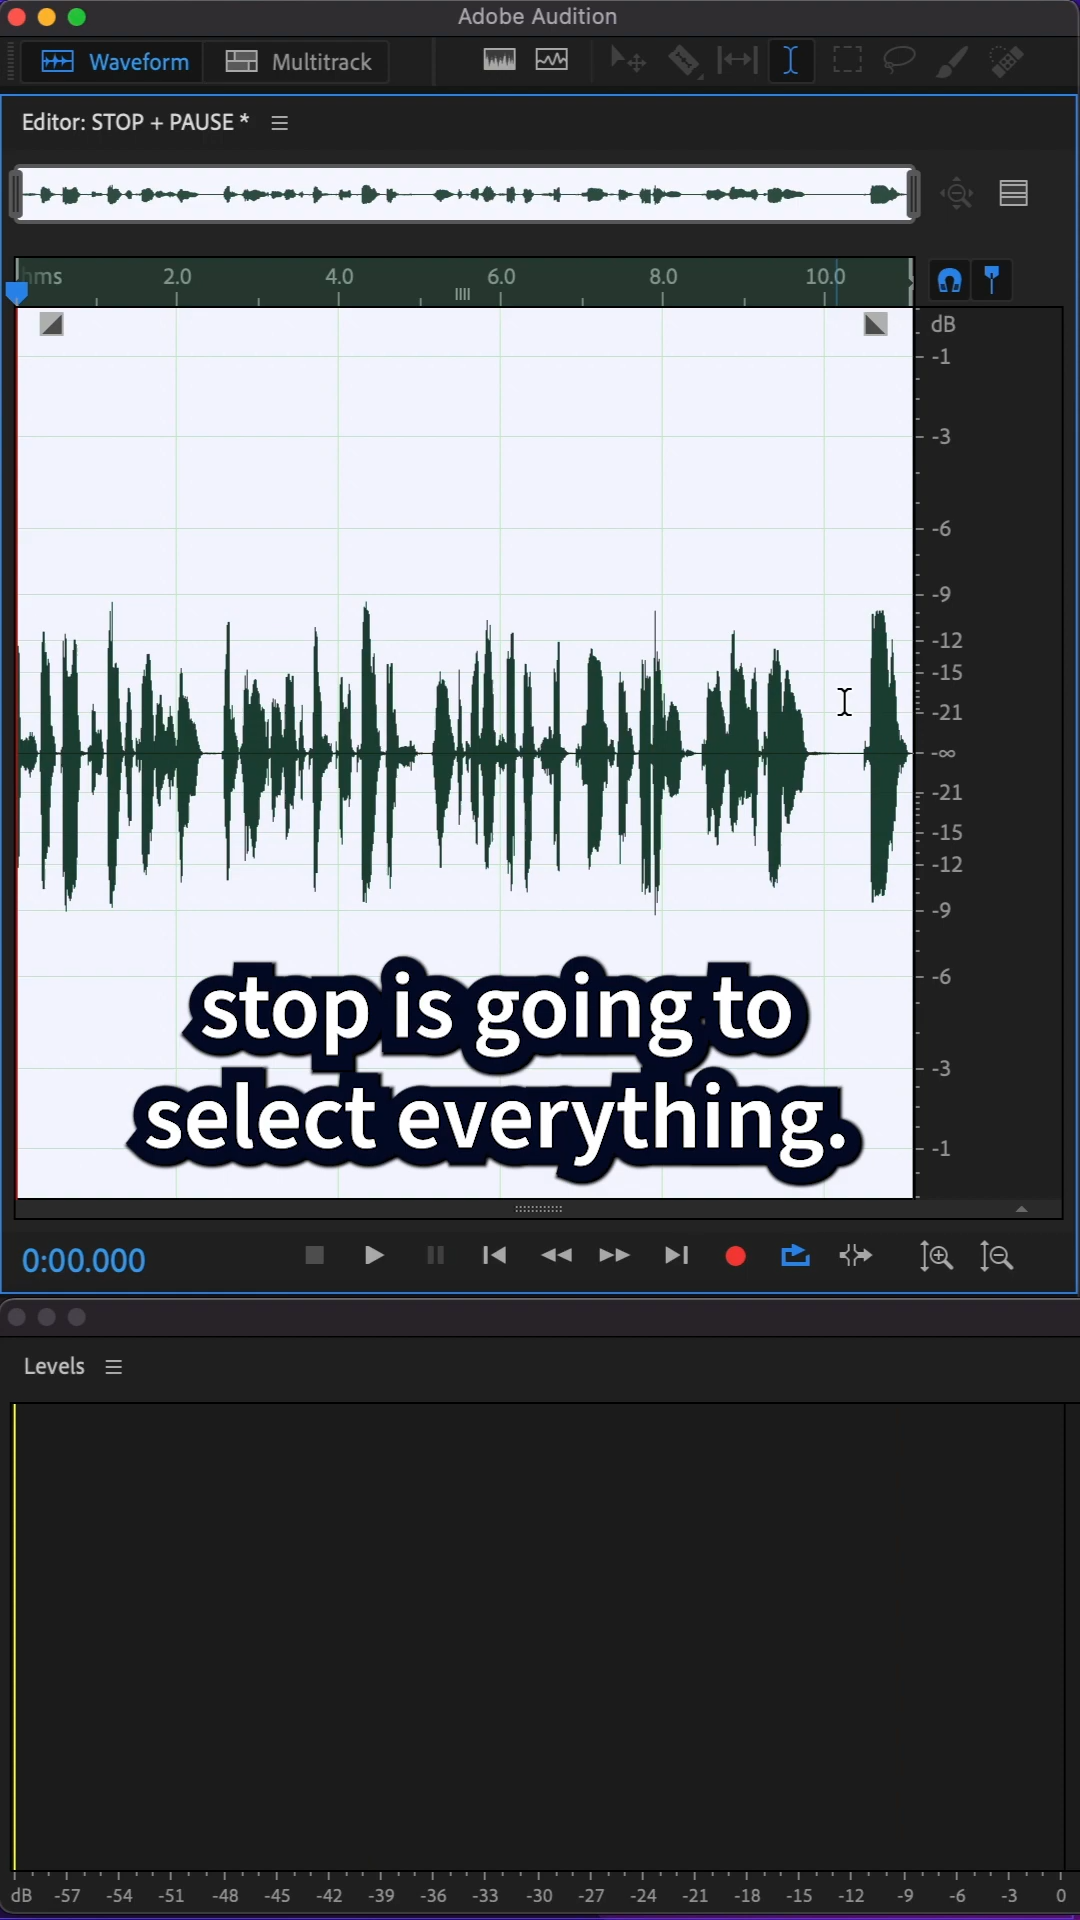 Adobe Audition
Waveform Multitrack
Editor: STOP + PAUSE *
hms 2.0 4.0 6.0 8.0 10.0
dB
-1
-3
-6
-9
-12
-15
-21
-∞
-21
-15
-12
-9
-6
-3
-1
stop is going to
select everything.
0:00.000
Levels
dB -57 -54 -51 -48 -45 -42 -39 -36 -33 -30 -27 -24 -21 -18 -15 -12 -9 -6 -3 0